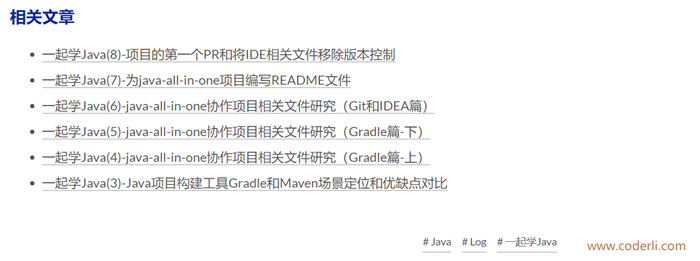 相关文章
一起学Java(8)-项目的第一个PR和将IDE相关文件移除版本控制
一起学Java(7)-为java-all-in-one项目编写README文件
一起学Java(6)-java-all-in-one协作项目相关文件研究（Git和IDEA篇）
一起学Java(5)-java-all-in-one协作项目相关文件研究（Gradle篇-下）
一起学Java(4)-java-all-in-one协作项目相关文件研究（Gradle篇-上）
一起学Java(3)-Java项目构建工具Gradle和Maven场景定位和优缺点对比
# Java # Log # 一起学Java
www.coderli.com